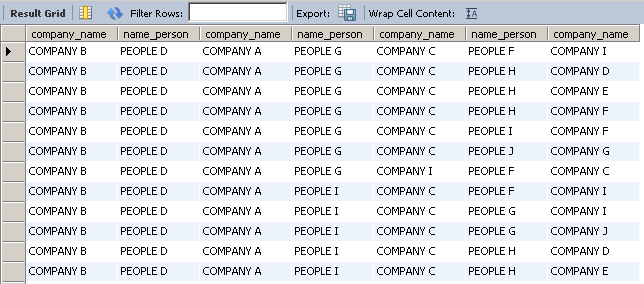 Result Grid Filter Rows: Export: Wrap Cell Content:
company_name name_person company_name name_person company_name name_person company_name
COMPANY B PEOPLE D COMPANY A PEOPLE G COMPANY C PEOPLE F COMPANY I
COMPANY B PEOPLE D COMPANY A PEOPLE G COMPANY C PEOPLE H COMPANY D
COMPANY B PEOPLE D COMPANY A PEOPLE G COMPANY C PEOPLE H COMPANY E
COMPANY B PEOPLE D COMPANY A PEOPLE G COMPANY C PEOPLE H COMPANY F
COMPANY B PEOPLE D COMPANY A PEOPLE G COMPANY C PEOPLE I COMPANY F
COMPANY B PEOPLE D COMPANY A PEOPLE G COMPANY C PEOPLE J COMPANY G
COMPANY B PEOPLE D COMPANY A PEOPLE G COMPANY I PEOPLE F COMPANY C
COMPANY B PEOPLE D COMPANY A PEOPLE I COMPANY C PEOPLE F COMPANY I
COMPANY B PEOPLE D COMPANY A PEOPLE I COMPANY C PEOPLE G COMPANY I
COMPANY B PEOPLE D COMPANY A PEOPLE I COMPANY C PEOPLE G COMPANY J
COMPANY B PEOPLE D COMPANY A PEOPLE I COMPANY C PEOPLE H COMPANY D
COMPANY B PEOPLE D COMPANY A PEOPLE I COMPANY C PEOPLE H COMPANY E